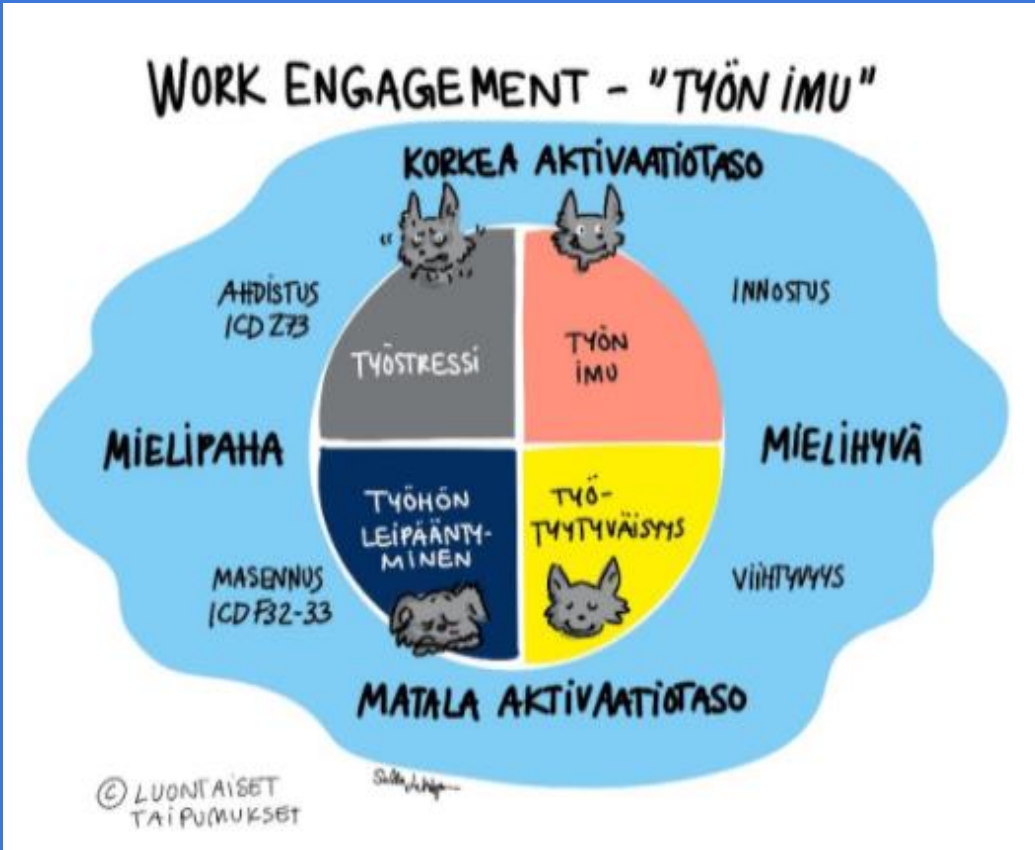 WORK ENGAGEMENT - "TYÖN IMU"
KORKEA AKTIVAATIOTASO
AHDISTUS
ICD Z73
INNOSTUS
TYÖSTRESSI
TYÖN
IMU
MIELIPAHA
MIELIHYVÄ
TYÖHÖN
LEIPÄÄNTY-
MINEN
TYÖ-
TYYTYVÄISYYS
MASENNUS
ICD F32-33
VIIHTYVYYS
MATALA AKTIVAATIOTASO
© LUONTAISET
TAIPUMUKSET